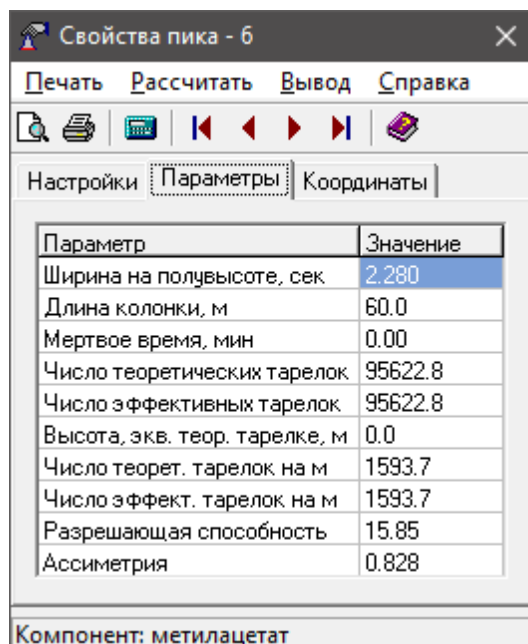 Свойства пика - 6
Печать Рассчитать Вывод Справка
Настройки Параметры Координаты
Параметр Значение
Ширина на полувысоте, сек 2.280
Длина колонки, м 60.0
Мертвое время, мин 0.00
Число теоретических тарелок 95622.8
Число эффективных тарелок 95622.8
Высота, экв. теор. тарелке, м 0.0
Число теорет. тарелок на м 1593.7
Число эффект. тарелок на м 1593.7
Разрешающая способность 15.85
Ассиметрия 0.828
Компонент: метилацетат